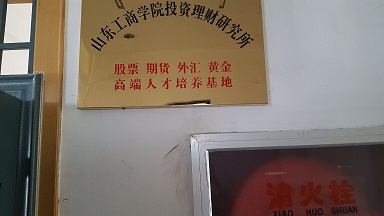 山东工商学院投资理财研究所
股票 期货 外汇 黄金
高端人才培养基地
消火栓
XIAO HUO SHUAN